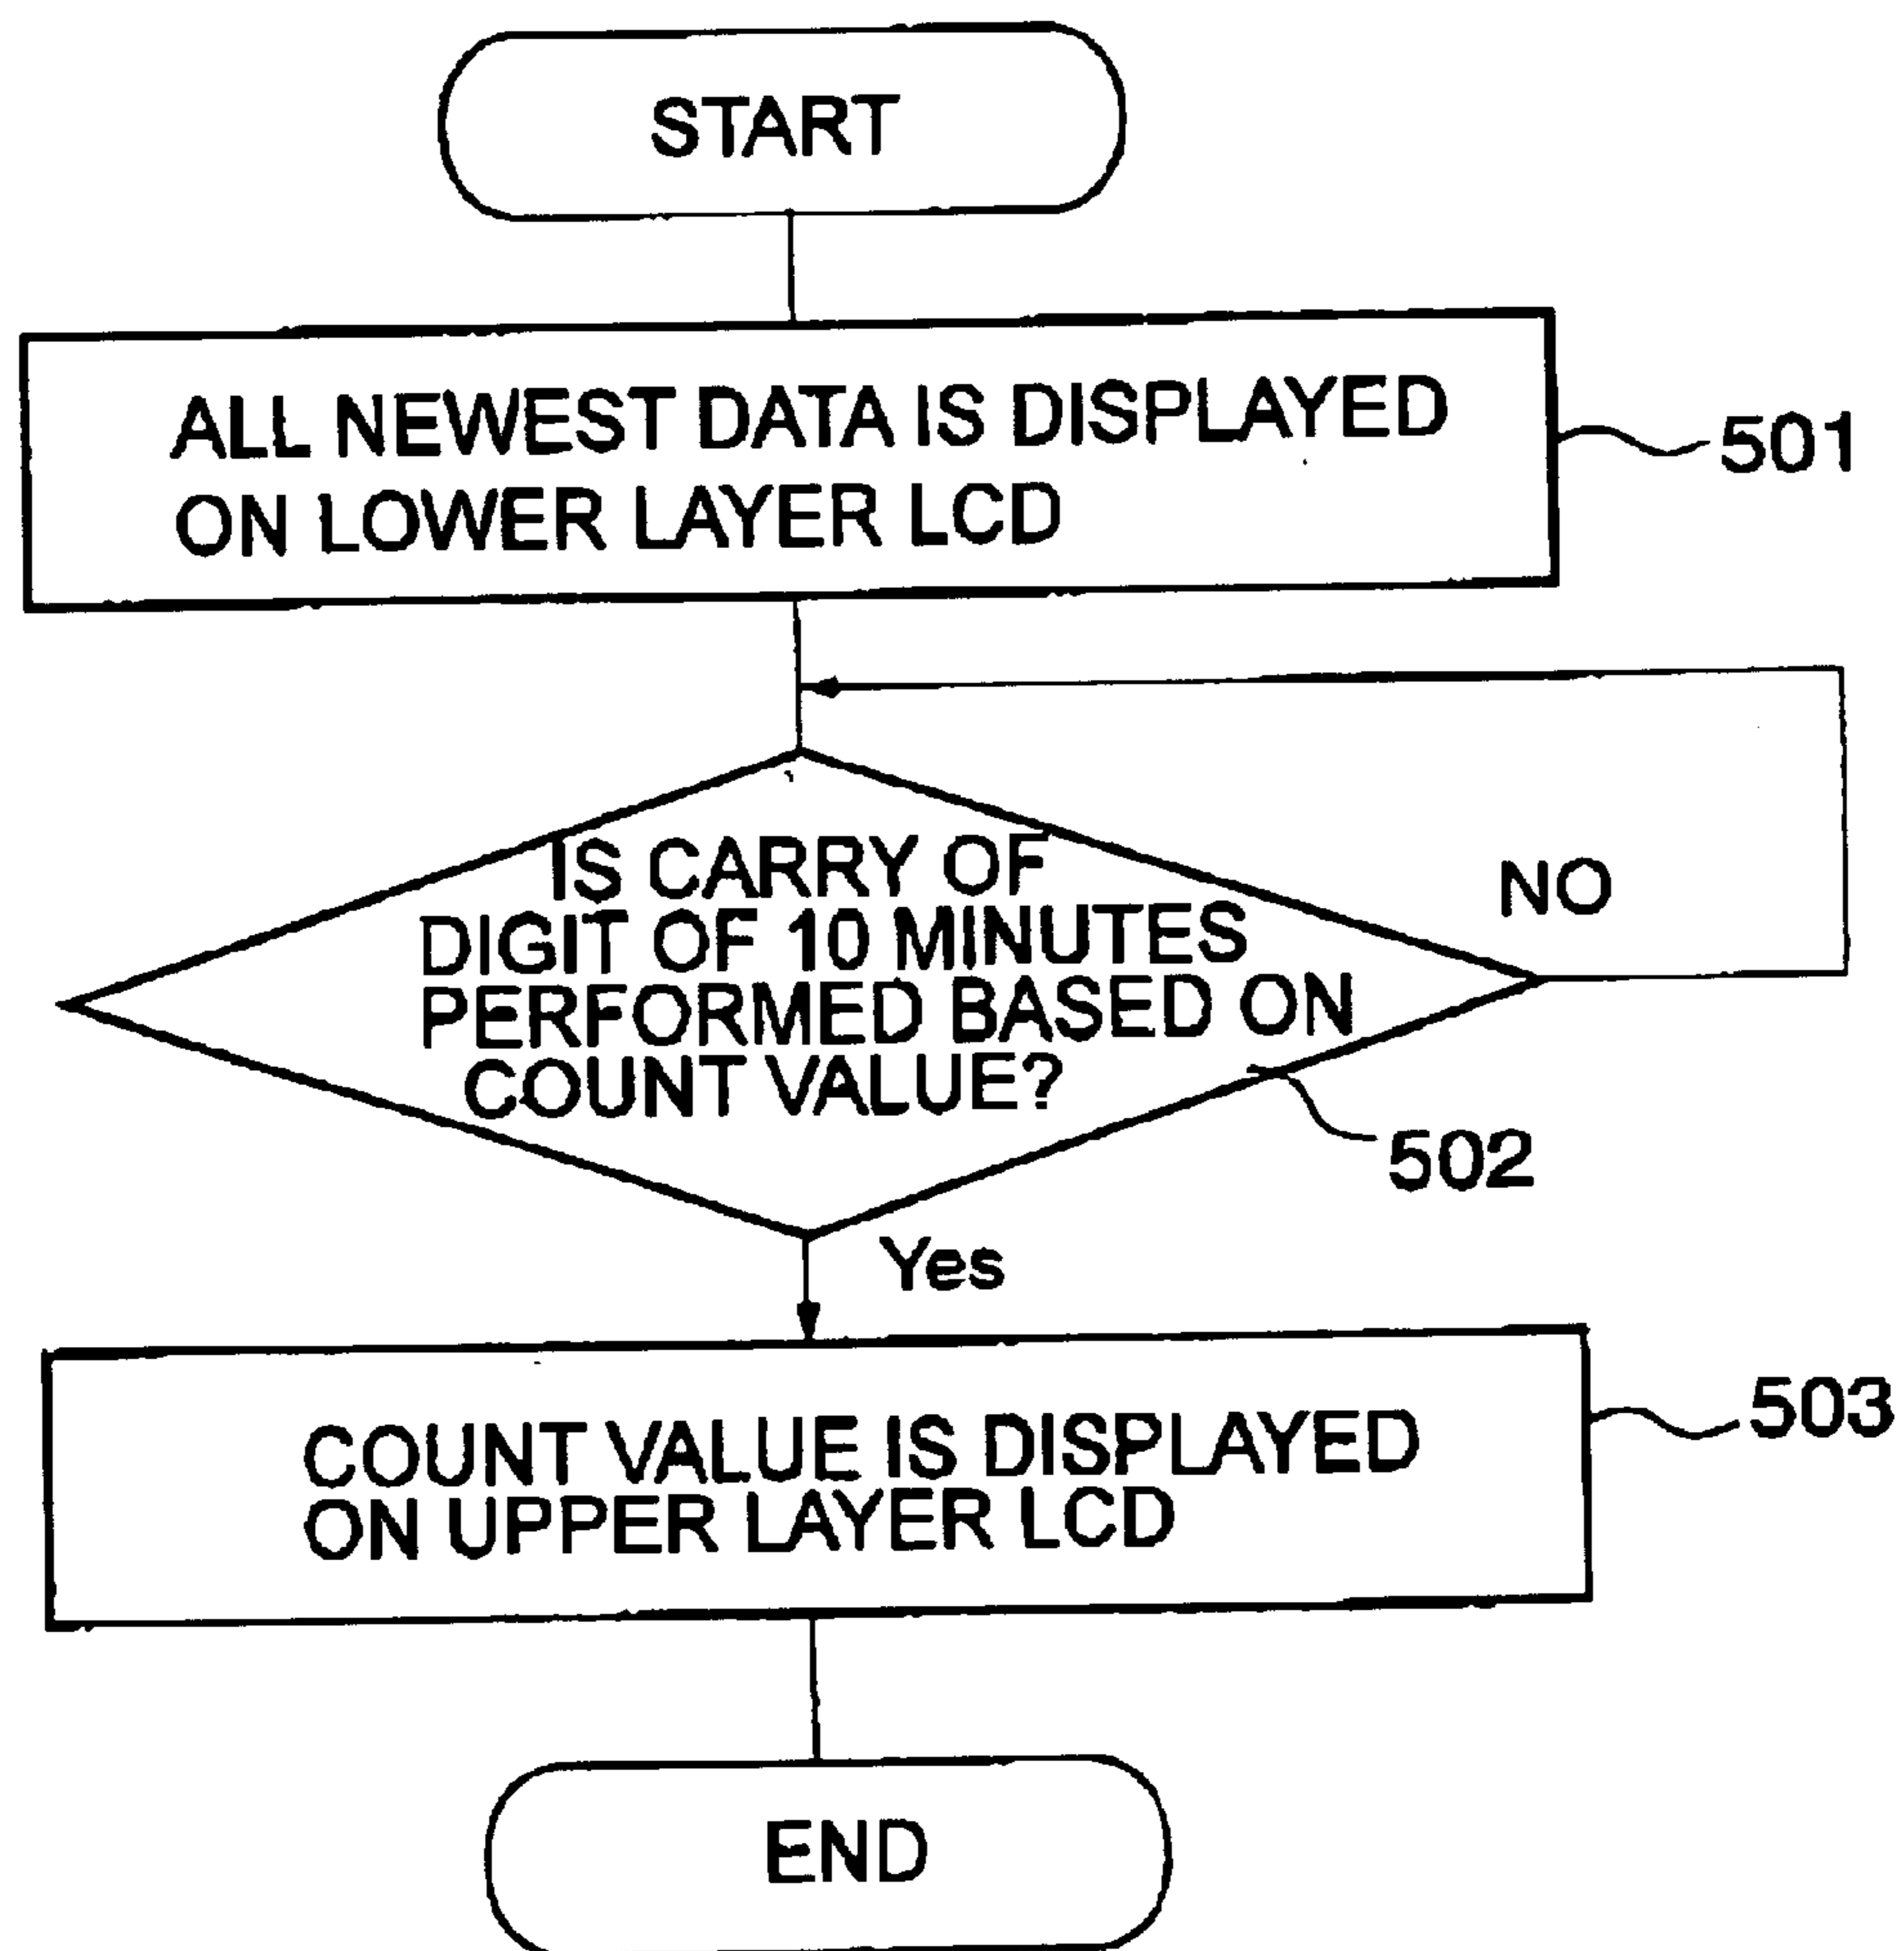 START
ALL NEWEST DATA IS DISPLAYED
ON LOWER LAYER LCD
501
IS CARRY OF
DIGIT OF 10 MINUTES
PERFORMED BASED ON
COUNT VALUE?
NO
502
Yes
COUNT VALUE IS DISPLAYED
ON UPPER LAYER LCD
503
END